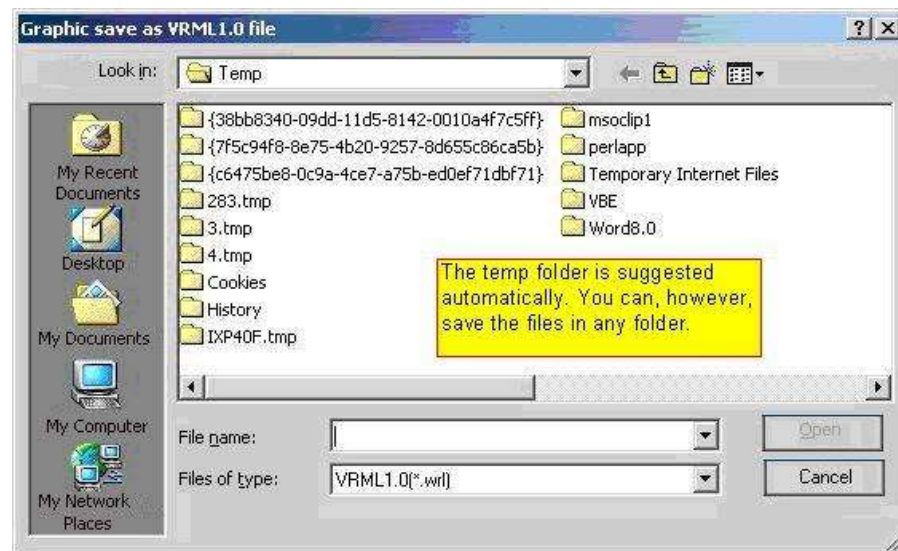 Graphic save as VRML1.0 file
Look in:
Temp
My Recent
Documents
Desktop
My Documents
My Computer
My Network
Places
{38bb8340-09dd-11d5-8142-0010a4f7c5ff}
{7f5c94f8-8e75-4b20-9257-8d655c86ca5b}
{c6475be8-0c9a-4ce7-a75b-ed0ef71dbf71}
283.tmp
3.tmp
4.tmp
Cookies
History
IXP40F.tmp
msoclip1
perlapp
Temporary Internet Files
VBE
Word8.0
The temp folder is suggested
automatically. You can, however,
save the files in any folder.
File name:
Open
Files of type:
VRML1.0(*.wrl)
Cancel